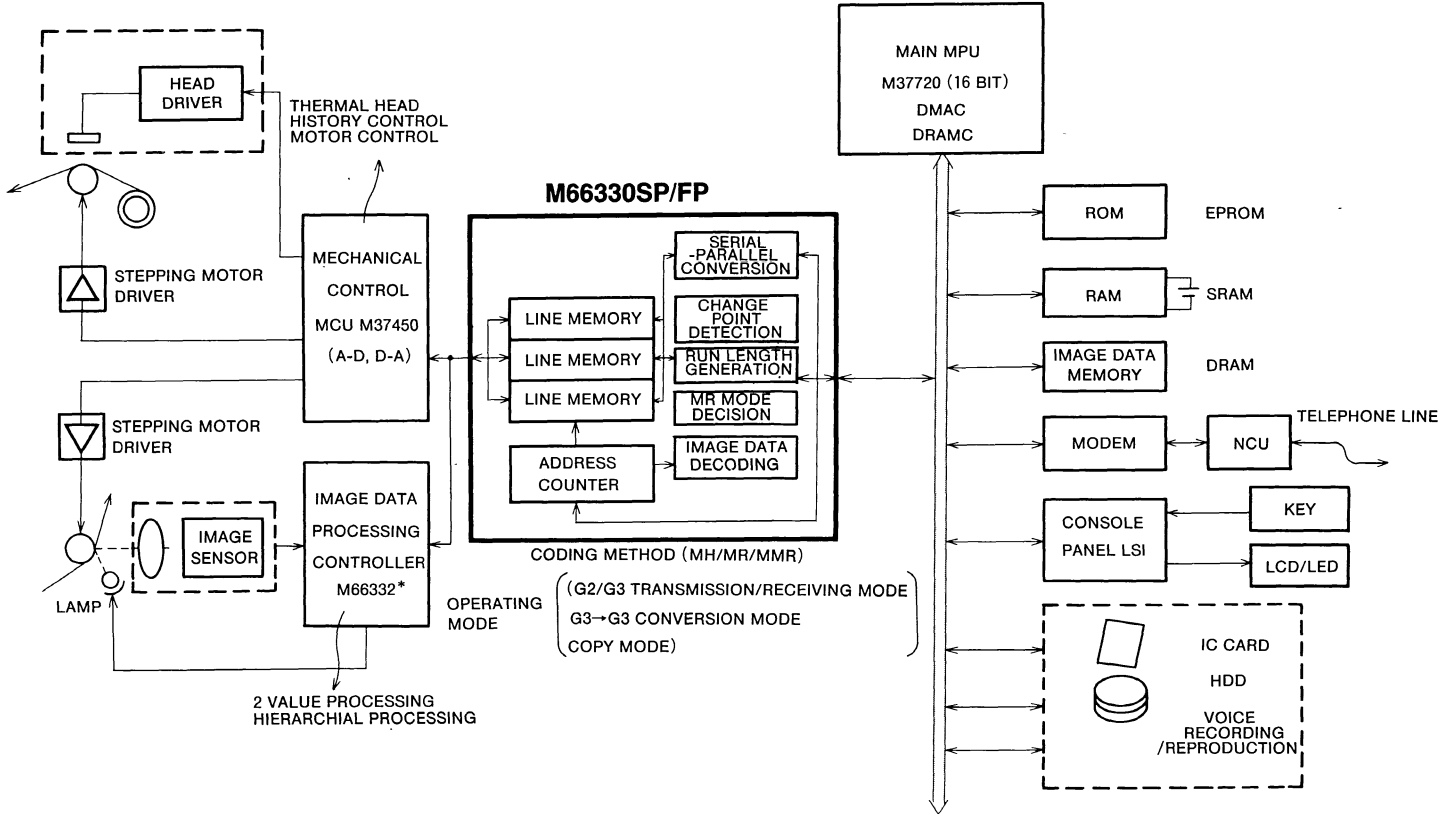 HEAD
DRIVER
THERMAL HEAD
HISTORY CONTROL
MOTOR CONTROL
STEPPING MOTOR
DRIVER
STEPPING MOTOR
DRIVER
MECHANICAL
CONTROL
MCU M37450
(A-D, D-A)
IMAGE
SENSOR
LAMP
IMAGE DATA
PROCESSING
CONTROLLER
M66332*
2 VALUE PROCESSING
HIERARCHIAL PROCESSING
M66330SP/FP
LINE MEMORY
LINE MEMORY
LINE MEMORY
ADDRESS
COUNTER
SERIAL
-PARALLEL
CONVERSION
CHANGE
POINT
DETECTION
RUN LENGTH
GENERATION
MR MODE
DECISION
IMAGE DATA
DECODING
CODING METHOD (MH/MR/MMR)
OPERATING
MODE
(G2/G3 TRANSMISSION/RECEIVING MODE
G3→G3 CONVERSION MODE
COPY MODE)
MAIN MPU
M37720 (16 BIT)
DMAC
DRAMC
ROM
EPROM
RAM
SRAM
IMAGE DATA
MEMORY
DRAM
MODEM
NCU
TELEPHONE LINE
CONSOLE
PANEL LSI
KEY
LCD/LED
IC CARD
HDD
VOICE
RECORDING
/REPRODUCTION